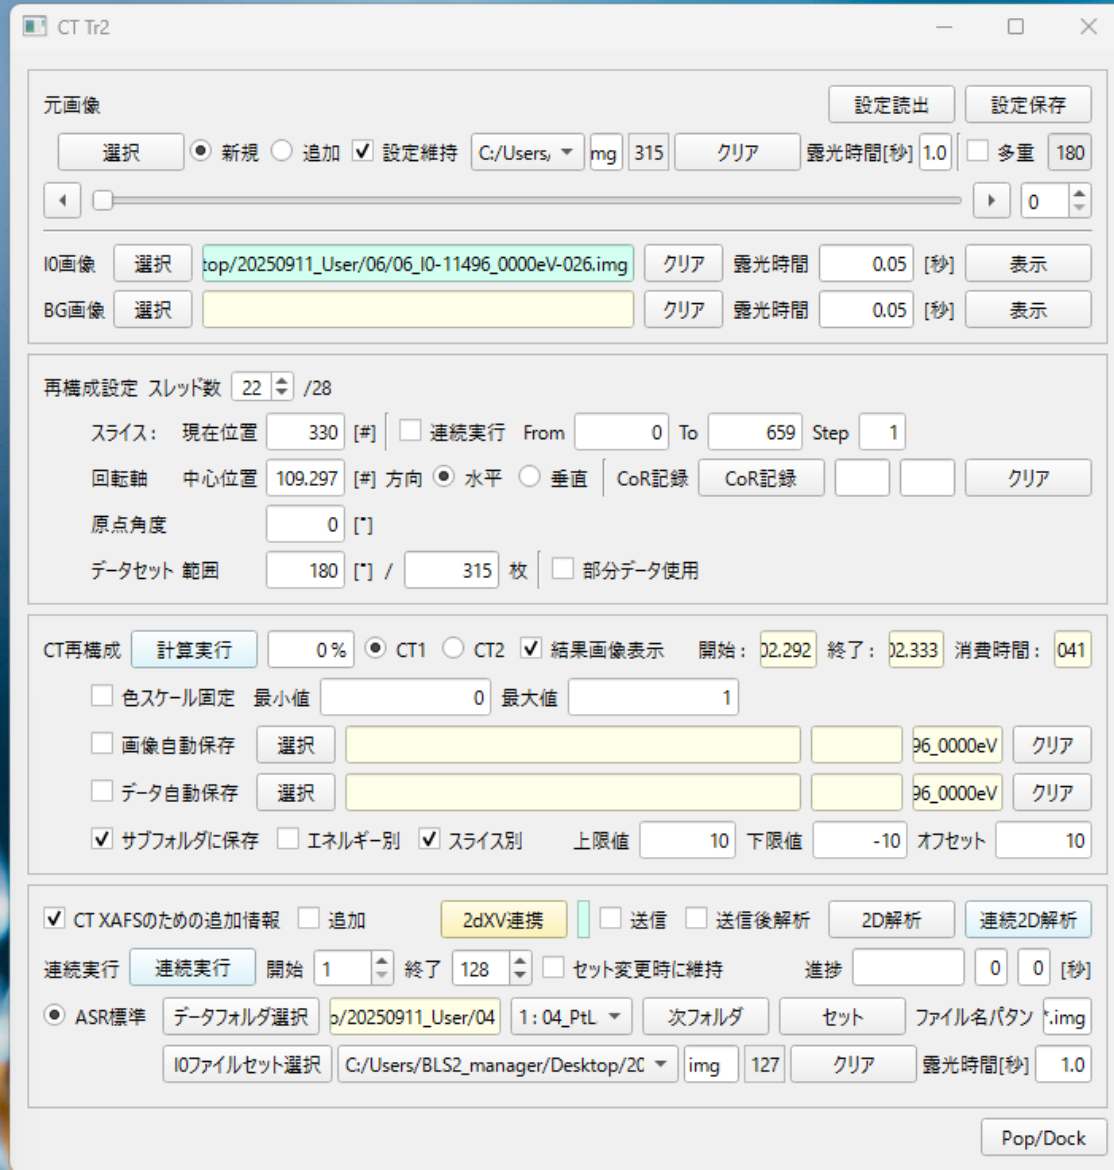 CT Tr2
元画像 設定読出 設定保存
選択 新規 追加 設定維持 C:/Users, mg 315 クリア 露光時間[秒] 1.0 多重 180
0
I0画像 選択 top/20250911_User/06/06_I0-11496_0000eV-026.img クリア 露光時間 0.05 [秒] 表示
BG画像 選択 クリア 露光時間 0.05 [秒] 表示
再構成設定 スレッド数 22 /28
スライス: 現在位置 330 [#] 連続実行 From 0 To 659 Step 1
回転軸 中心位置 109.297 [#] 方向 水平 垂直 CoR記録 CoR記録 クリア
原点角度 0 [°]
データセット 範囲 180 [°] / 315 枚 部分データ使用
CT再構成 計算実行 0 % CT1 CT2 結果画像表示 開始: 02.292 終了: 02.333 消費時間: 041
色スケール固定 最小値 0 最大値 1
画像自動保存 選択 96_0000eV クリア
データ自動保存 選択 96_0000eV クリア
サブフォルダに保存 エネルギー別 スライス別 上限値 10 下限値 -10 オフセット 10
CT XAFSのための追加情報 追加 2dXV連携 送信 送信後解析 2D解析 連続2D解析
連続実行 連続実行 開始 1 終了 128 セット変更時に維持 進捗 0 0 [秒]
ASR標準 データフォルダ選択 p/20250911_User/04 1 : 04_PtL 次フォルダ セット ファイル名パタン *.img
I0ファイルセット選択 C:/Users/BLS2_manager/Desktop/20 img 127 クリア 露光時間[秒] 1.0
Pop/Dock